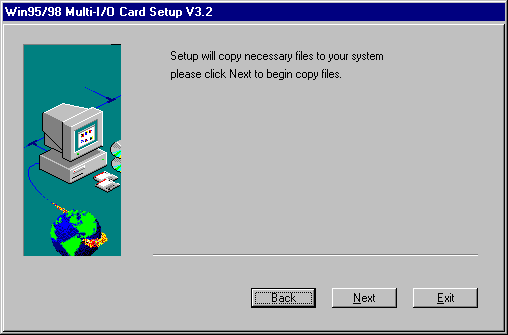 Win95/98 Multi-I/O Card Setup V3.2
Setup will copy necessary files to your system
please click Next to begin copy files.
Back
Next
Exit